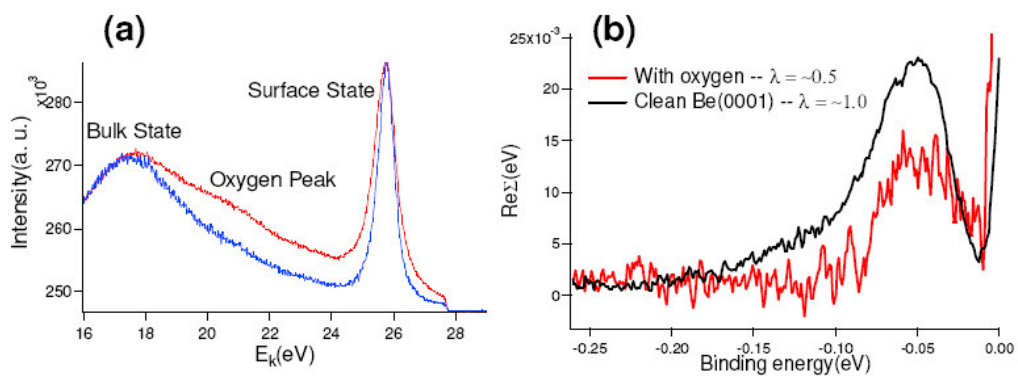 (a)
Intensity(a. u.)
x10³
280
270
260
250
Surface State
Bulk State
Oxygen Peak
16 18 20 22 24 26 28
Eₖ(eV)
(b)
25x10⁻³
20
15
10
5
0
ReΣ(eV)
With oxygen -- λ = ~0.5
Clean Be(0001) -- λ = ~1.0
-0.25 -0.20 -0.15 -0.10 -0.05 0.00
Binding energy(eV)